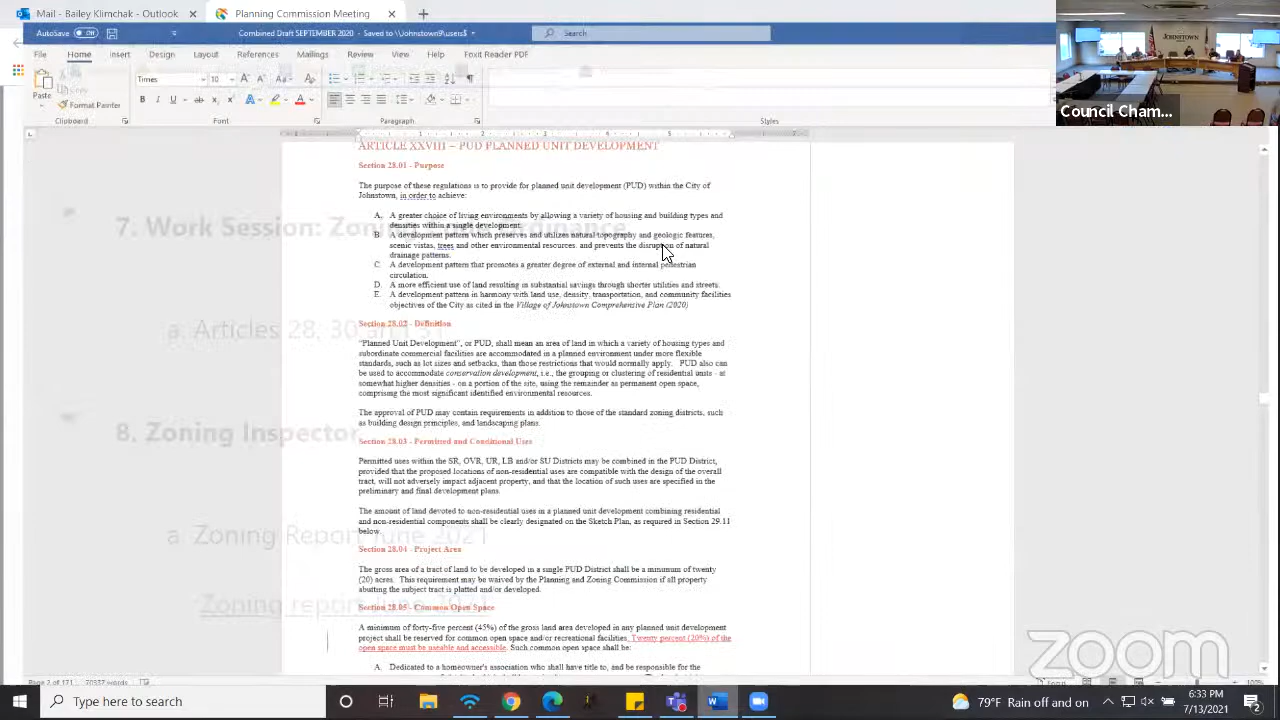 AutoSave Off
Combined Draft SEPTEMBER 2020 - Saved to \\Johnstown9\P...
Search
File Home Insert Design Layout References Mailings Review View Foxit Reader PDF
Times 10
Paste
Format Painter
Clipboard Font Paragraph Styles
JOHNSTOWN
Council Cham...
ARTICLE XXVIII – PUD PLANNED UNIT DEVELOPMENT
Section 28.01 - Purpose
The purpose of these regulations is to provide for planned unit development (PUD) within the City of
Johnstown, in order to achieve:
A. A greater choice of living environments by allowing a variety of housing and building types and
densities within a single development.
B. A development pattern which preserves and utilizes natural topography and geologic features,
scenic vistas, trees and other environmental resources. and prevents the disruption of natural
drainage patterns.
C. A development pattern that promotes a greater degree of external and internal pedestrian
circulation.
D. A more efficient use of land resulting in substantial savings through shorter utilities and streets.
E. A development pattern in harmony with land use, density, transportation, and community facilities
objectives of the City as cited in the Village of Johnstown Comprehensive Plan (2020)
Section 28.02 - Definition
"Planned Unit Development", or PUD, shall mean an area of land in which a variety of housing types and
subordinate commercial facilities are accommodated in a planned environment under more flexible
standards, such as lot sizes and setbacks, than those restrictions that would normally apply. PUD also can
be used to accommodate conservation development, i.e., the grouping or clustering of residential units - at
somewhat higher densities - on a portion of the site, using the remainder as permanent open space,
comprising the most significant identified environmental resources.
The approval of PUD may contain requirements in addition to those of the standard zoning districts, such
as building design principles, and landscaping plans.
Section 28.03 - Permitted and Conditional Uses
Permitted uses within the SR, OVR, UR, LB and/or SU Districts may be combined in the PUD District,
provided that the proposed locations of non-residential uses are compatible with the design of the overall
tract, will not adversely impact adjacent property, and that the location of such uses are specified in the
preliminary and final development plans.
The amount of land devoted to non-residential uses in a planned unit development combining residential
and non-residential components shall be clearly designated on the Sketch Plan, as required in Section 29.11
below.
Section 28.04 - Project Area
The gross area of a tract of land to be developed in a single PUD District shall be a minimum of twenty
(20) acres. This requirement may be waived by the Planning and Zoning Commission if all property
abutting the subject tract is platted and/or developed.
Section 28.05 - Common Open Space
A minimum of forty-five percent (45%) of the gross land area developed in any planned unit development
project shall be reserved for common open space and/or recreational facilities. Twenty percent (20%) of the
open space must be useable and accessible. Such common open space shall be:
A. Dedicated to a homeowner's association who shall have title to, and be responsible for the
Session: Zoning
a. Articles 28, 30 and 31
8. Zoning Inspector
a. Zoning Report June 2021
Zoning report June 2021
zoom
Page 2 of 171
Type here to search
79°F Rain off and on
6:33 PM
7/13/2021